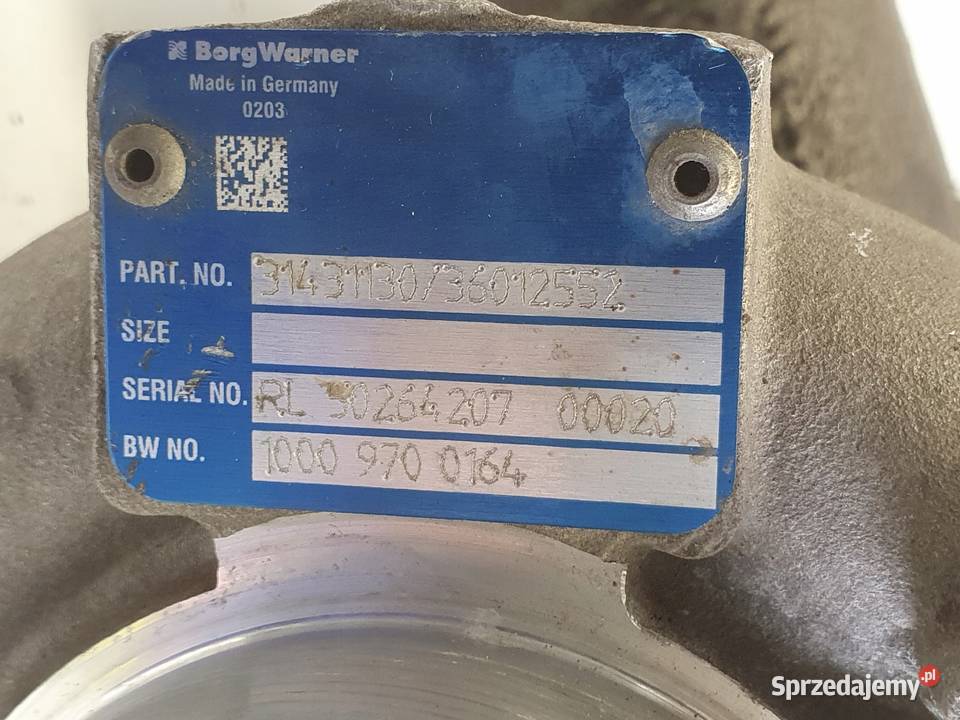 BorgWarner
Made in Germany
0203
PART. NO. 31431130/36012552
SIZE
SERIAL NO. RL 30264207 00020
BW NO. 1000 970 0164
Sprzedajemy.pl